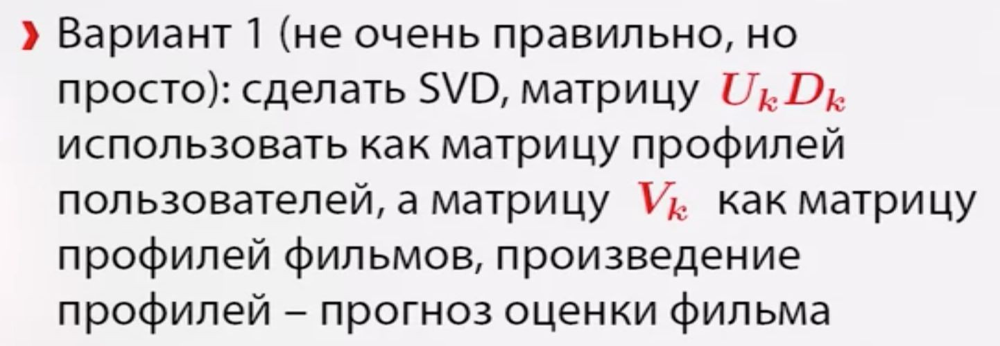 ❯ Вариант 1 (не очень правильно, но
просто): сделать SVD, матрицу U_k D_k
использовать как матрицу профилей
пользователей, а матрицу V_k как матрицу
профилей фильмов, произведение
профилей – прогноз оценки фильма